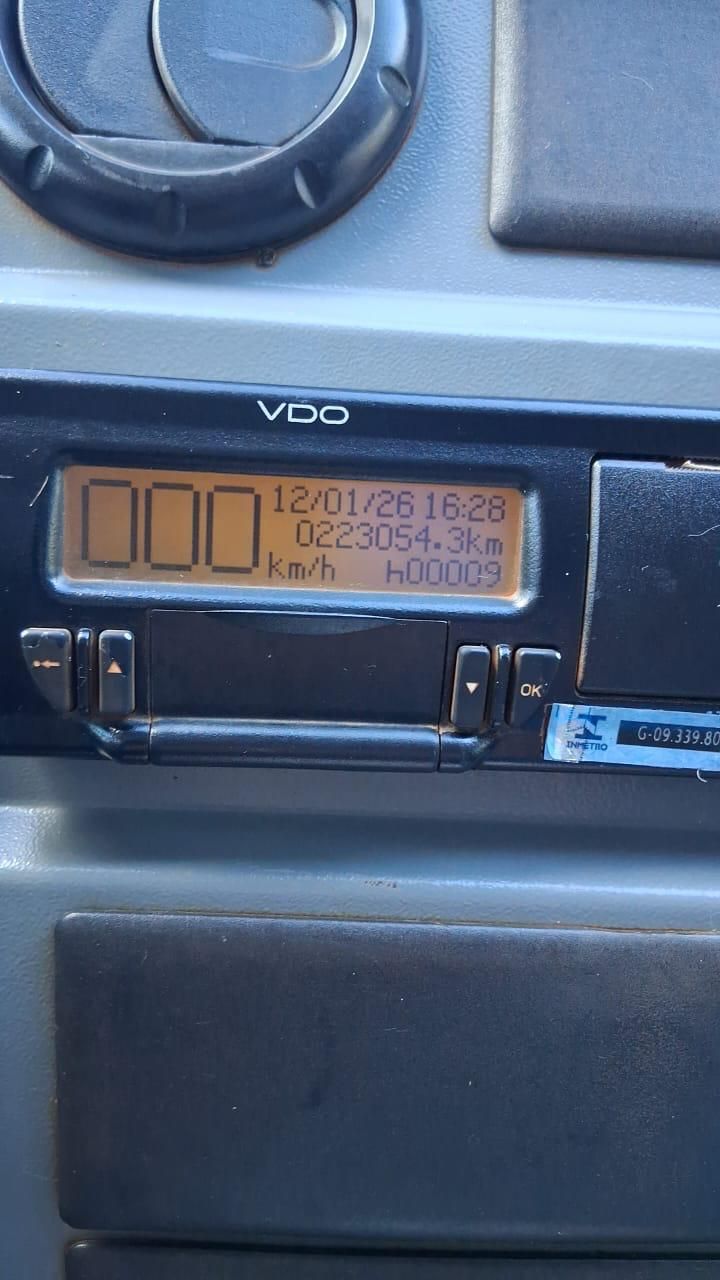 VDO
000 12/01/26 16:28
0223054.3km
km/h h00009
OK
INMETRO
G-09.339.80